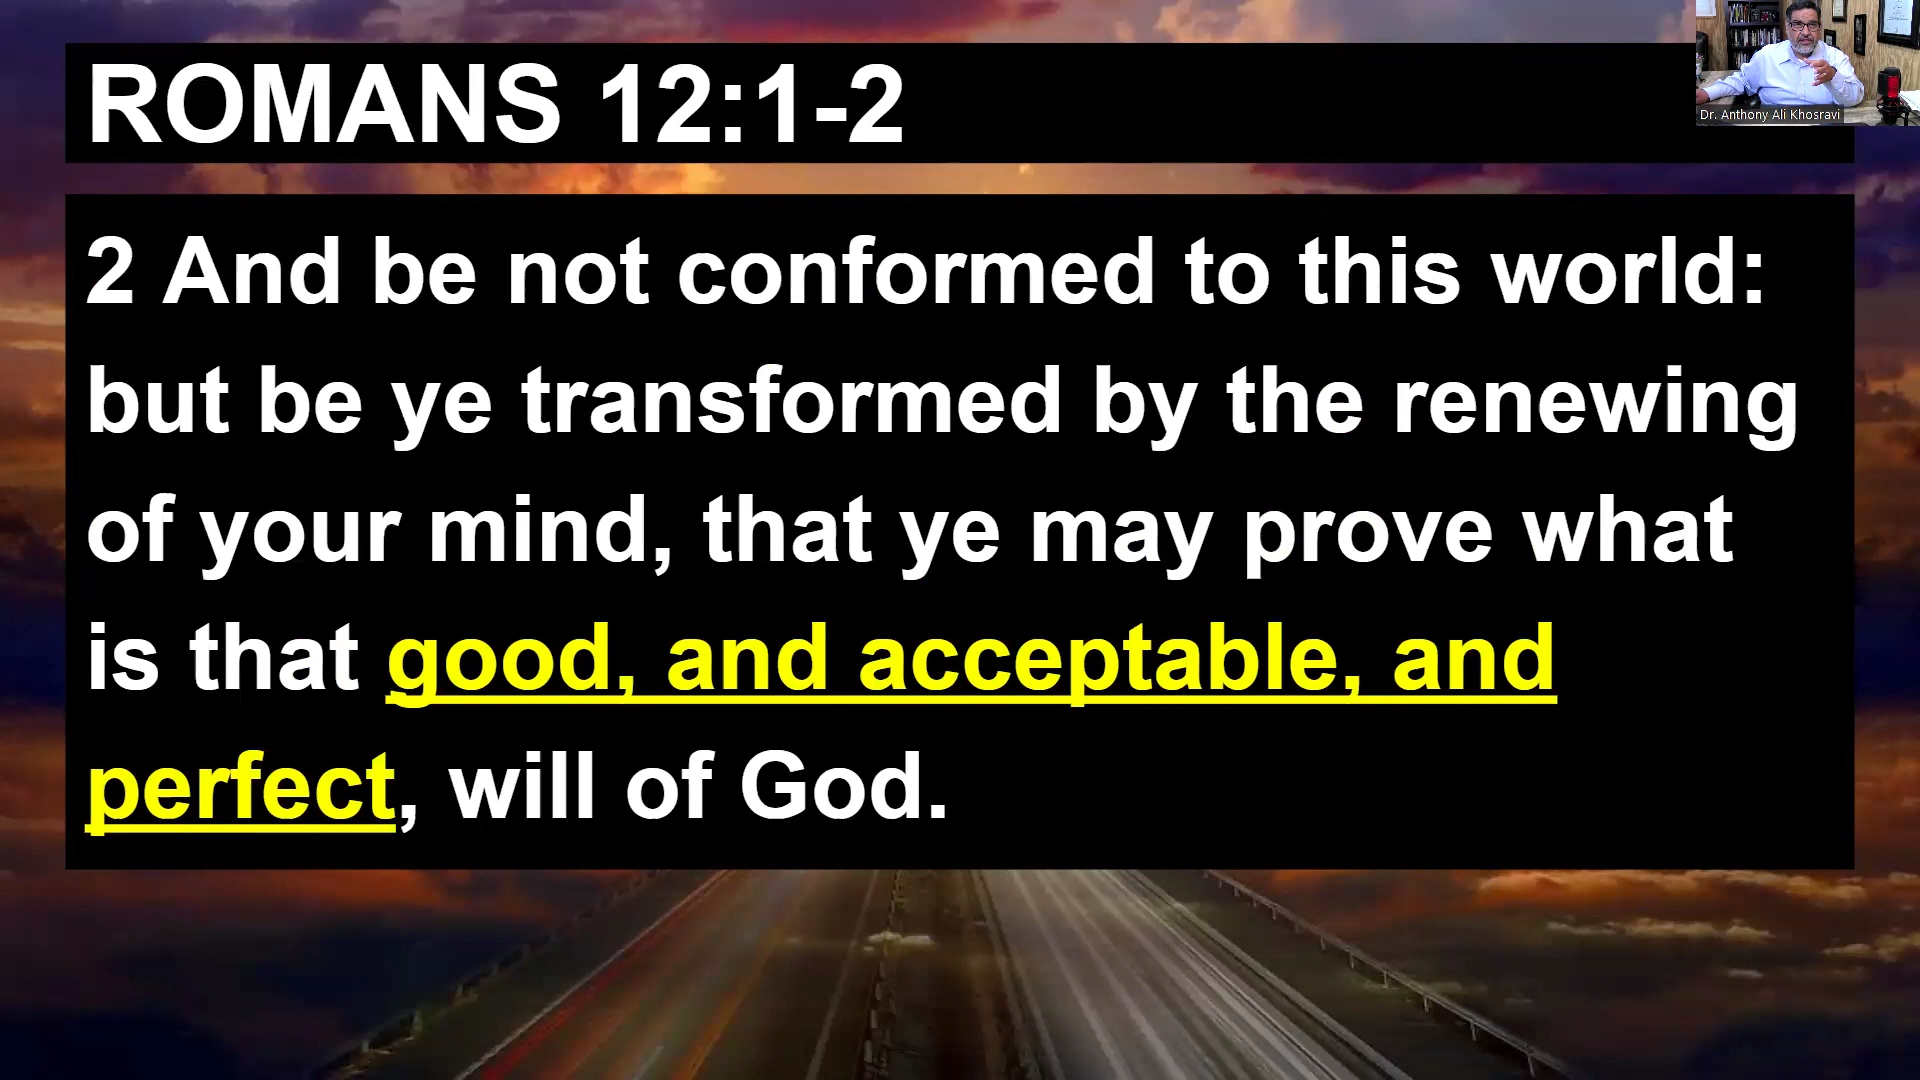 ROMANS 12:1-2
Dr. Anthony Ali Khosravi
2 And be not conformed to this world:
but be ye transformed by the renewing
of your mind, that ye may prove what
is that good, and acceptable, and
perfect, will of God.